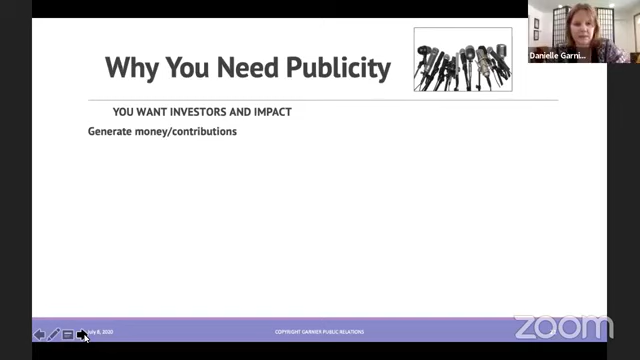 Why You Need Publicity
Danielle Garni...
YOU WANT INVESTORS AND IMPACT
Generate money/contributions
July 8, 2020
COPYRIGHT GARNIER PUBLIC RELATIONS
zoom